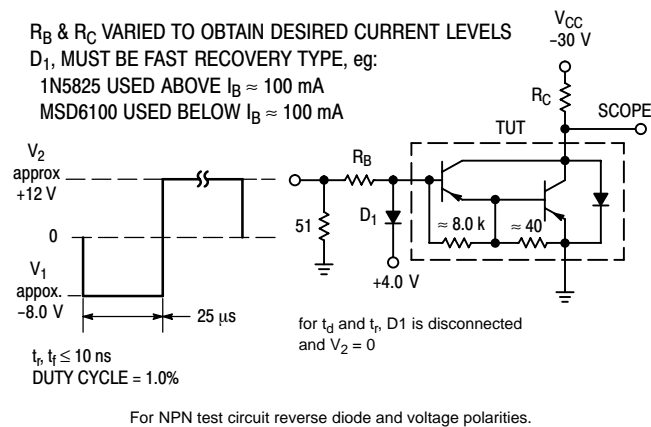 R_B & R_C VARIED TO OBTAIN DESIRED CURRENT LEVELS
D_1, MUST BE FAST RECOVERY TYPE, eg:
1N5825 USED ABOVE I_B ≈ 100 mA
MSD6100 USED BELOW I_B ≈ 100 mA
V_CC
-30 V
R_C
SCOPE
TUT
V_2
approx
+12 V
0
V_1
appox.
-8.0 V
25 μs
t_r, t_f ≤ 10 ns
DUTY CYCLE = 1.0%
R_B
51
D_1
+4.0 V
≈ 8.0 k
≈ 40
for t_d and t_r, D1 is disconnected
and V_2 = 0
For NPN test circuit reverse diode and voltage polarities.